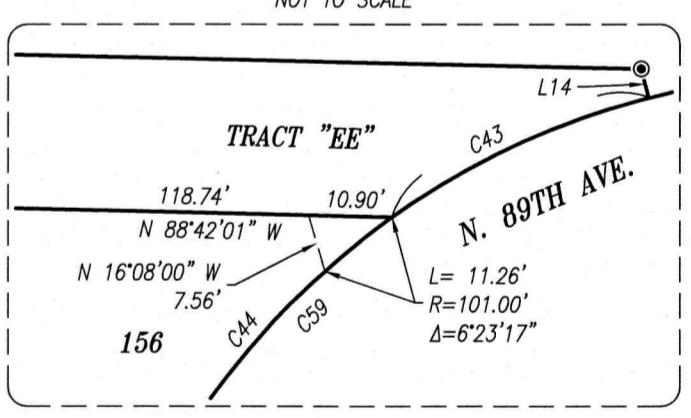 NOT TO SCALE
L14
TRACT "EE"
C43
118.74'
10.90'
N. 89TH AVE.
N 88°42'01" W
N 16°08'00" W
7.56'
L= 11.26'
R=101.00'
Δ=6°23'17"
156
C44
C59